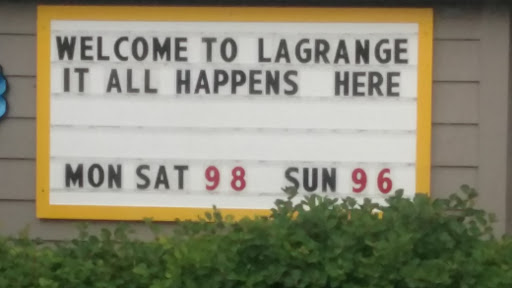 WELCOME TO LAGRANGE
IT ALL HAPPENS HERE
MON SAT 98 SUN 96